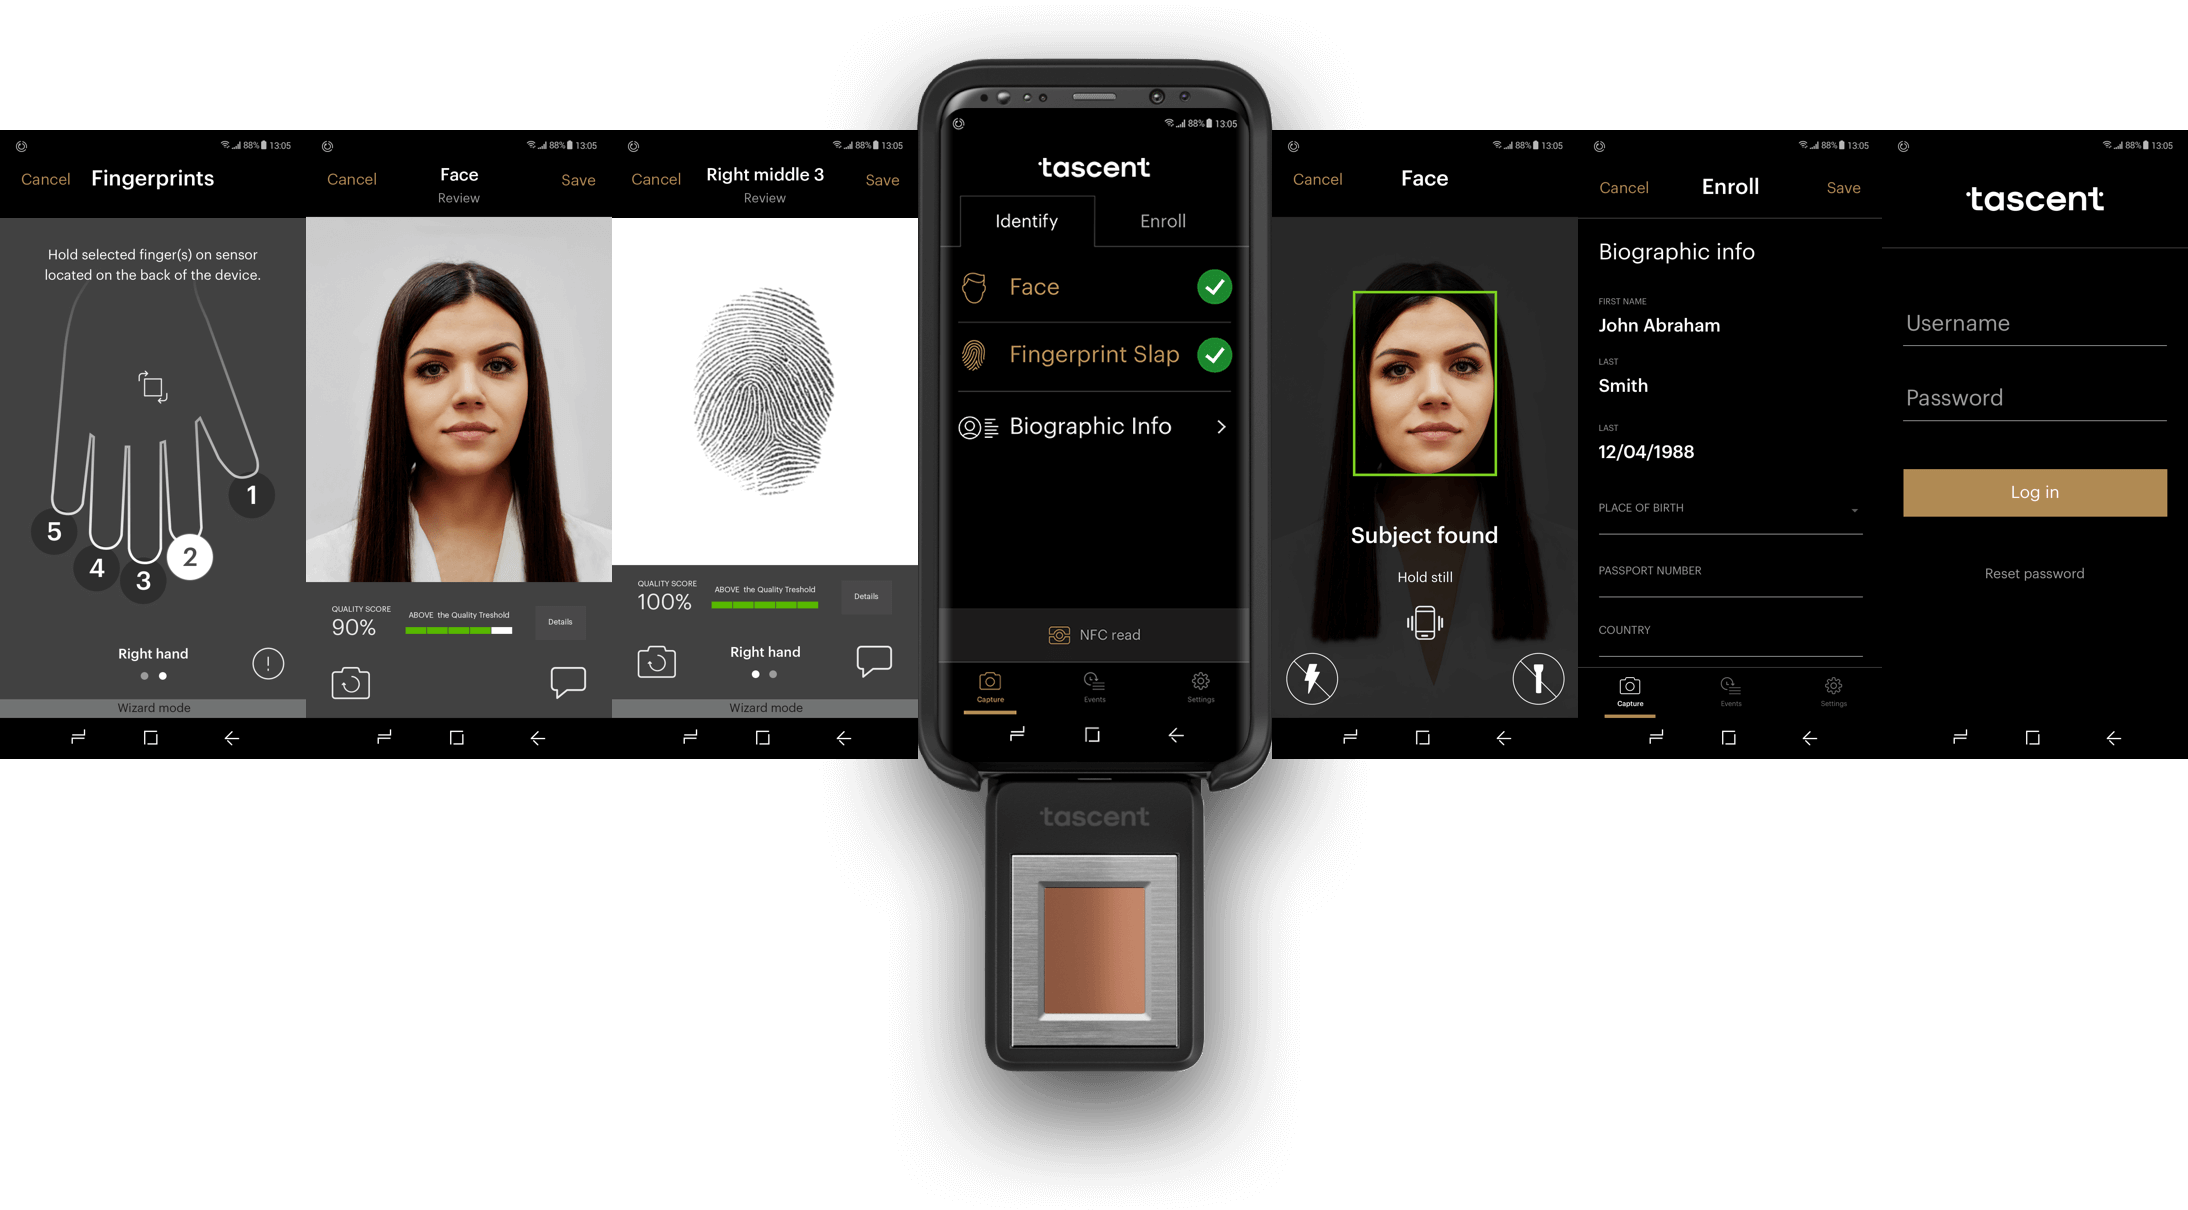 88% 13:05
Cancel Fingerprints
Hold selected finger(s) on sensor
located on the back of the device.
1
5
2
4
3
Right hand
!
Wizard mode
88% 13:05
Cancel Face Save
Review
QUALITY SCORE
90%
ABOVE the Quality Treshold
Details
88% 13:05
Cancel Right middle 3 Save
Review
QUALITY SCORE
100%
ABOVE the Quality Treshold
Details
Right hand
Wizard mode
88% 13:05
tascent
Identify Enroll
Face
Fingerprint Slap
Biographic Info
NFC read
Capture Events Settings
tascent
88% 13:05
Cancel Face
Subject found
Hold still
88% 13:05
Cancel Enroll Save
Biographic info
FIRST NAME
John Abraham
LAST
Smith
LAST
12/04/1988
PLACE OF BIRTH
PASSPORT NUMBER
COUNTRY
Capture Events Settings
88% 13:05
tascent
Username
Password
Log in
Reset password